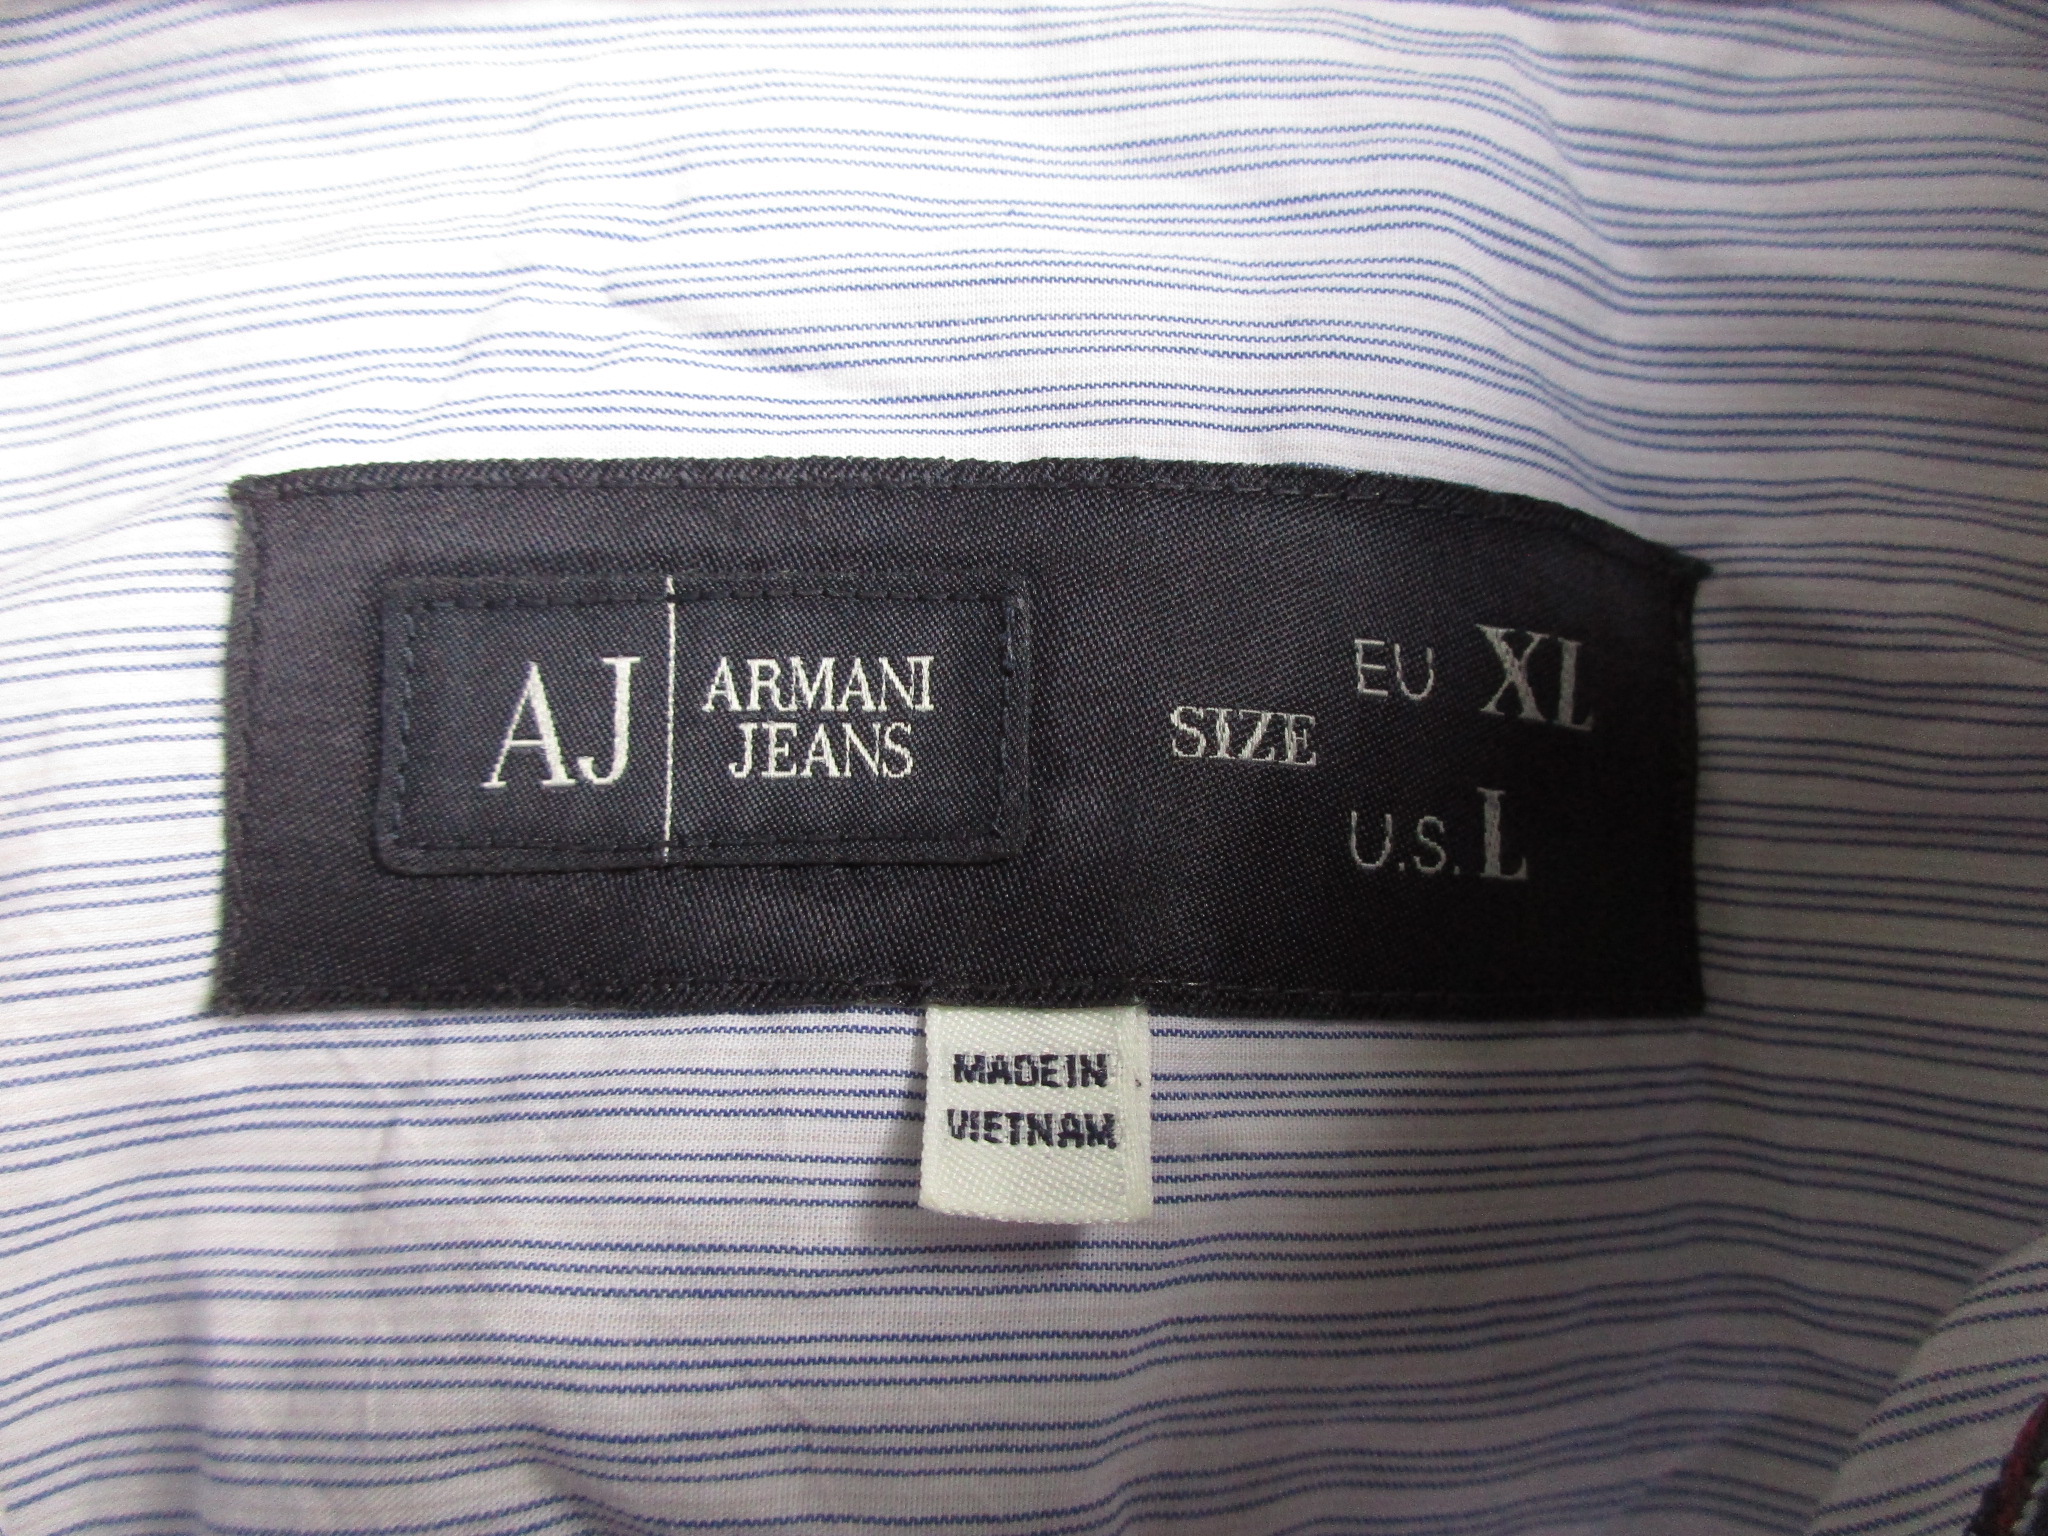 AJ
ARMANI
JEANS
SIZE
EU XL
U.S. L
MADE IN
VIETNAM